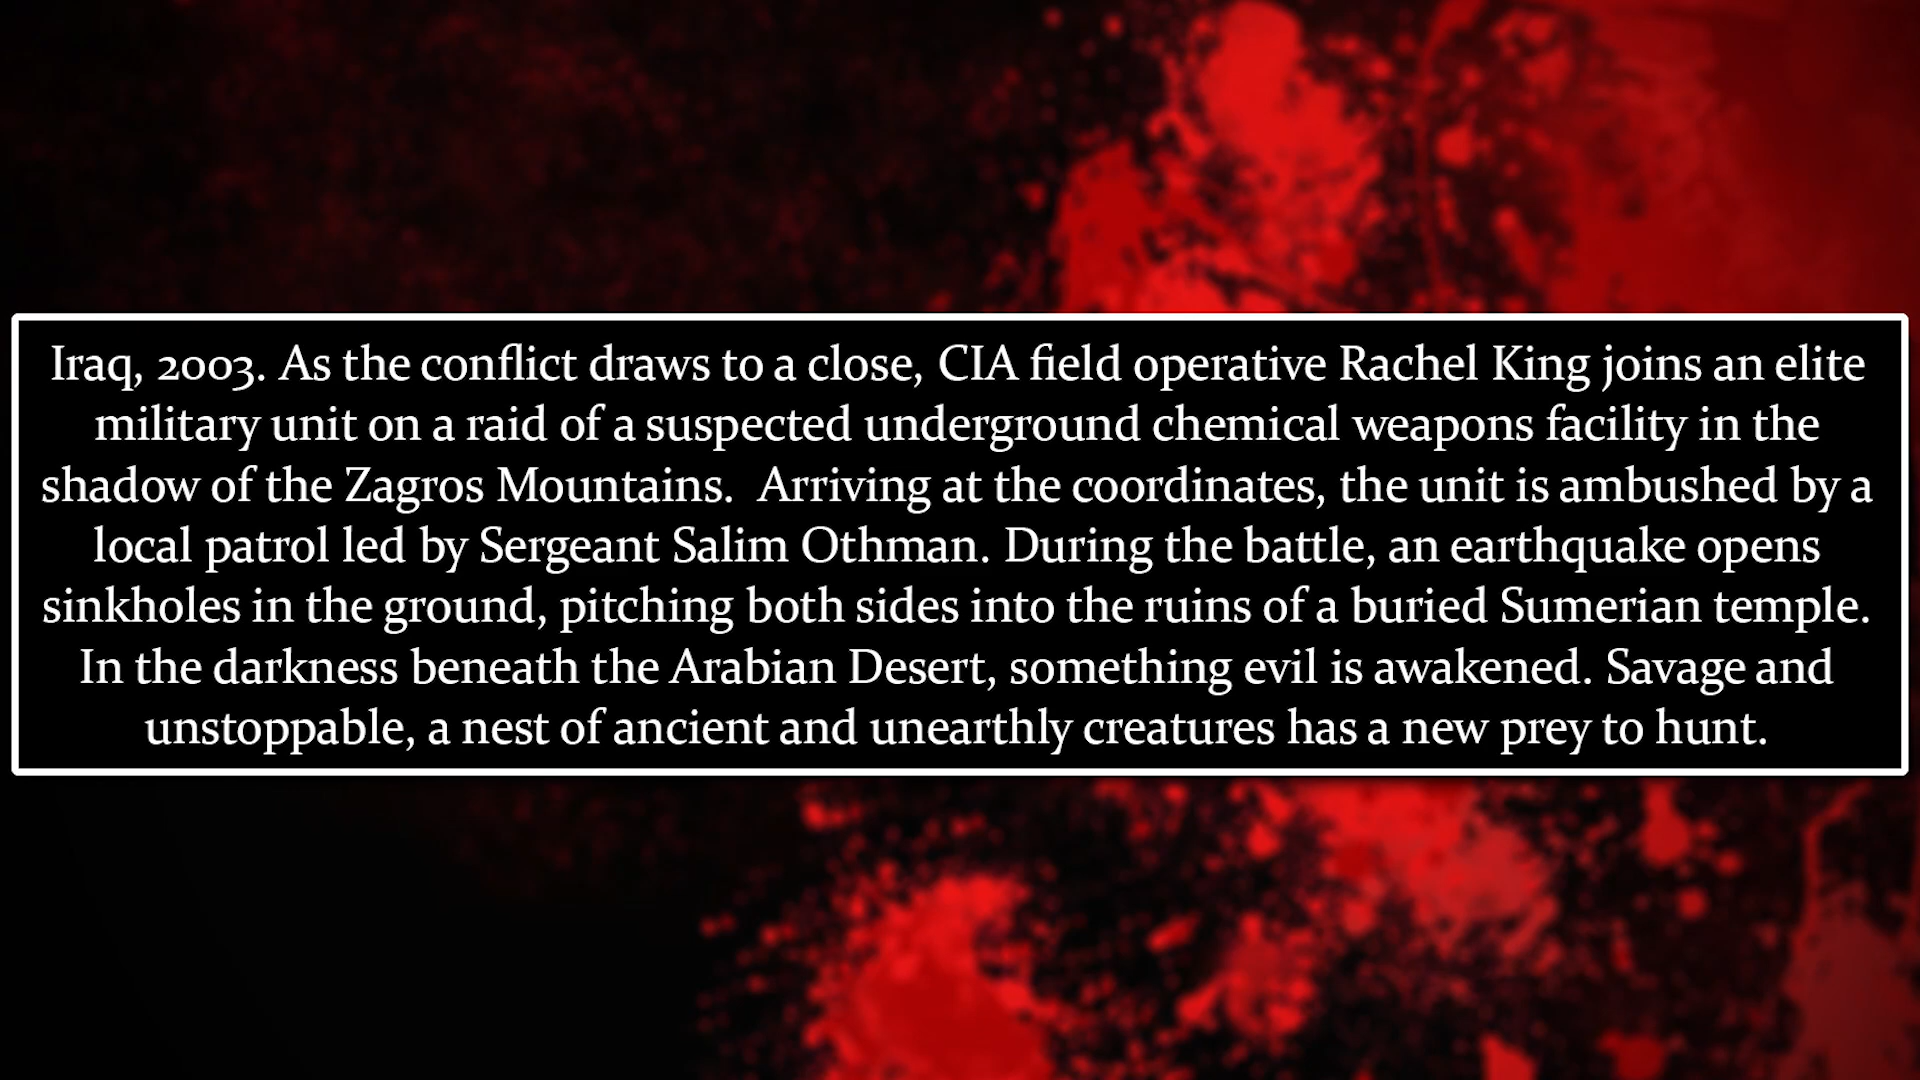 Iraq, 2003. As the conflict draws to a close, CIA field operative Rachel King joins an elite
military unit on a raid of a suspected underground chemical weapons facility in the
shadow of the Zagros Mountains.  Arriving at the coordinates, the unit is ambushed by a
local patrol led by Sergeant Salim Othman. During the battle, an earthquake opens
sinkholes in the ground, pitching both sides into the ruins of a buried Sumerian temple.
In the darkness beneath the Arabian Desert, something evil is awakened. Savage and
unstoppable, a nest of ancient and unearthly creatures has a new prey to hunt.